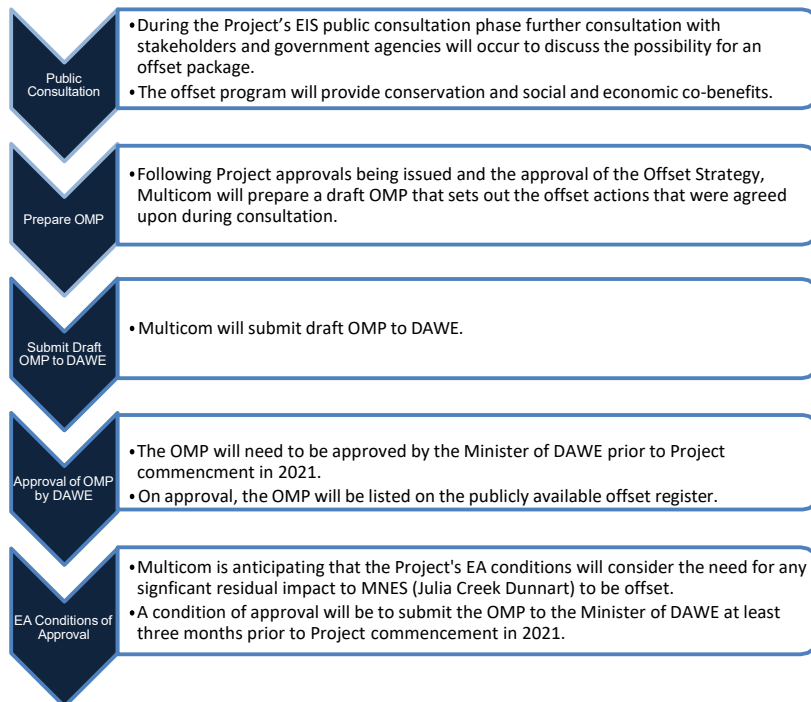 Public
Consultation
•During the Project’s EIS public consultation phase further consultation with
stakeholders and government agencies will occur to discuss the possibility for an
offset package.
•The offset program will provide conservation and social and economic co-benefits.
Prepare OMP
•Following Project approvals being issued and the approval of the Offset Strategy,
Multicom will prepare a draft OMP that sets out the offset actions that were agreed
upon during consultation.
Submit Draft
OMP to DAWE
•Multicom will submit draft OMP to DAWE.
Approval of OMP
by DAWE
•The OMP will need to be approved by the Minister of DAWE prior to Project
commencment in 2021.
•On approval, the OMP will be listed on the publicly available offset register.
EA Conditions of
Approval
•Multicom is anticipating that the Project's EA conditions will consider the need for any
signficant residual impact to MNES (Julia Creek Dunnart) to be offset.
•A condition of approval will be to submit the OMP to the Minister of DAWE at least
three months prior to Project commencement in 2021.